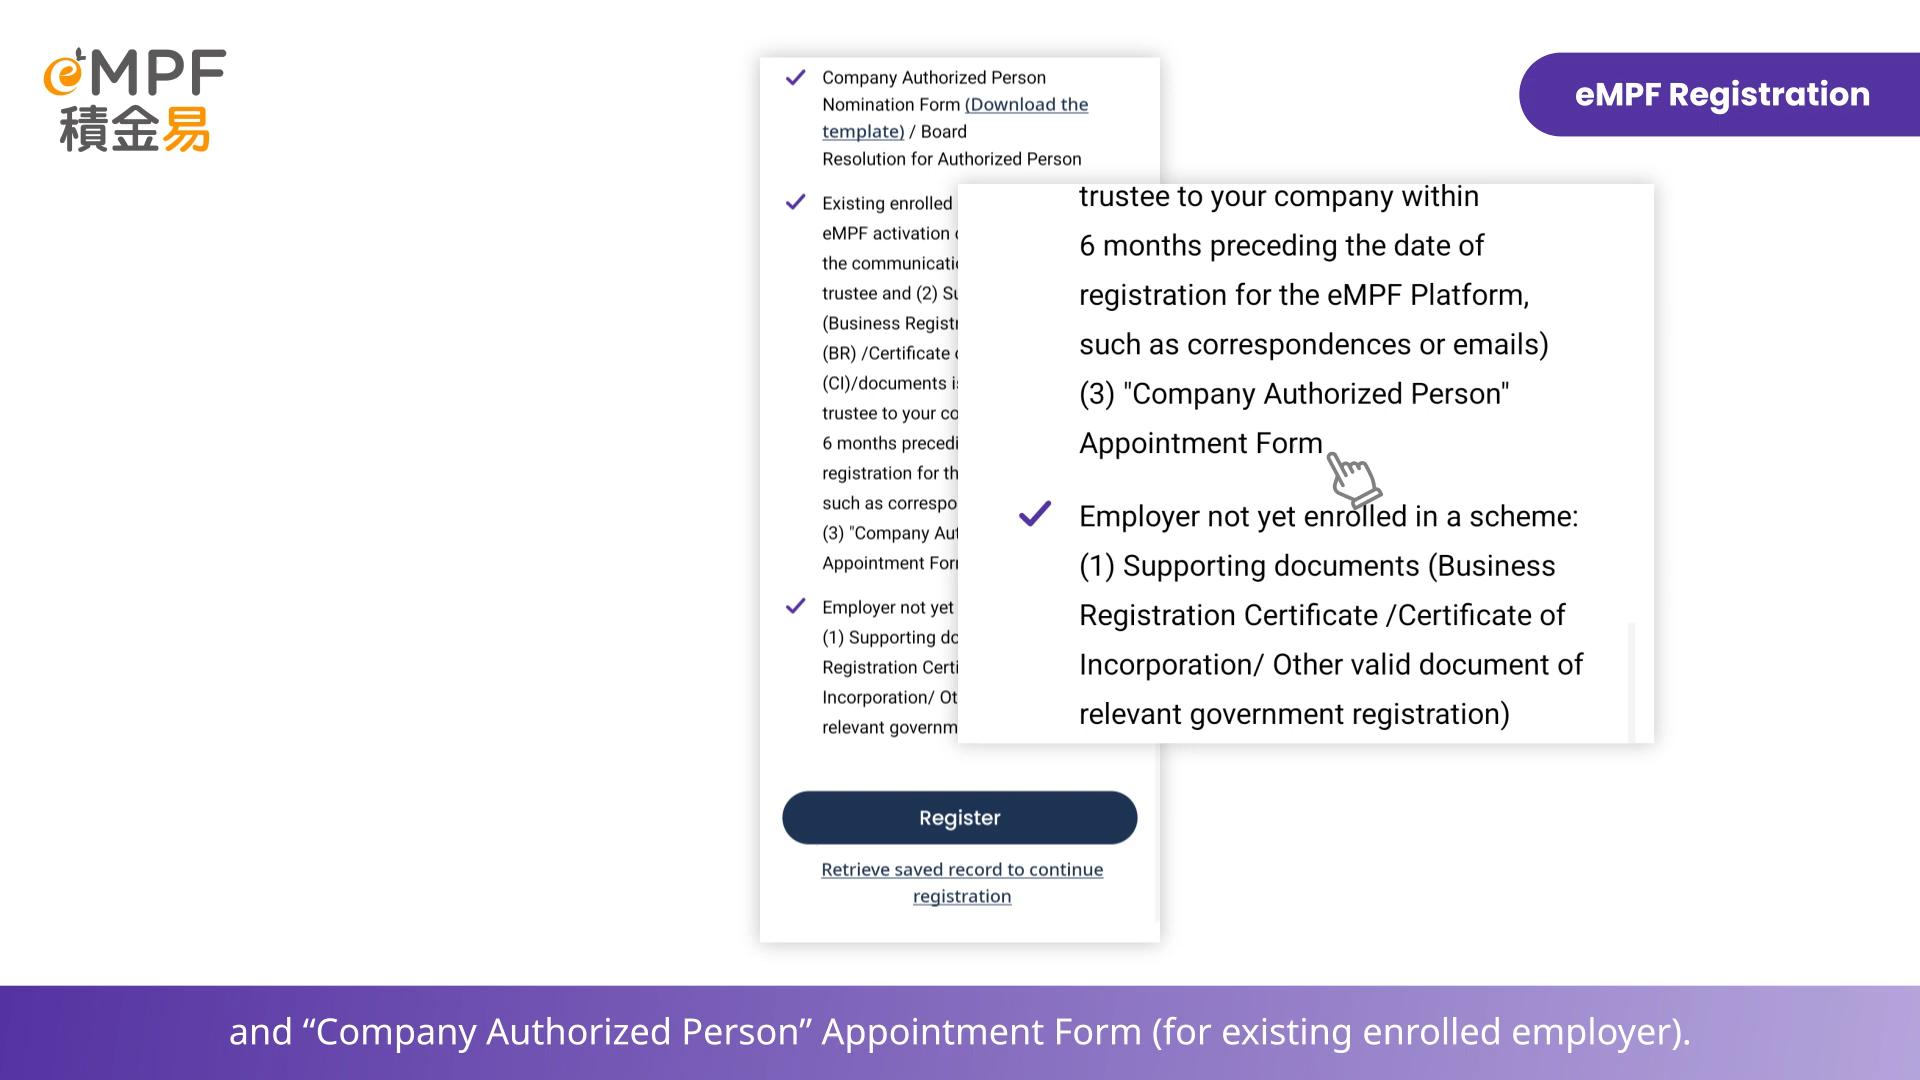 eMPF
積金易
eMPF Registration
Company Authorized Person
Nomination Form (Download the
template) / Board
Resolution for Authorized Person
Existing enrolled
eMPF activation
the communicati
trustee and (2) Su
(Business Registr
(BR) /Certificate
(CI)/documents is
trustee to your co
6 months precedi
registration for th
such as correspo
(3) "Company Aut
Appointment For
Employer not yet
(1) Supporting do
Registration Certi
Incorporation/ Ot
relevant governm
trustee to your company within
6 months preceding the date of
registration for the eMPF Platform,
such as correspondences or emails)
(3) "Company Authorized Person"
Appointment Form
Employer not yet enrolled in a scheme:
(1) Supporting documents (Business
Registration Certificate /Certificate of
Incorporation/ Other valid document of
relevant government registration)
Register
Retrieve saved record to continue
registration
and “Company Authorized Person” Appointment Form (for existing enrolled employer).